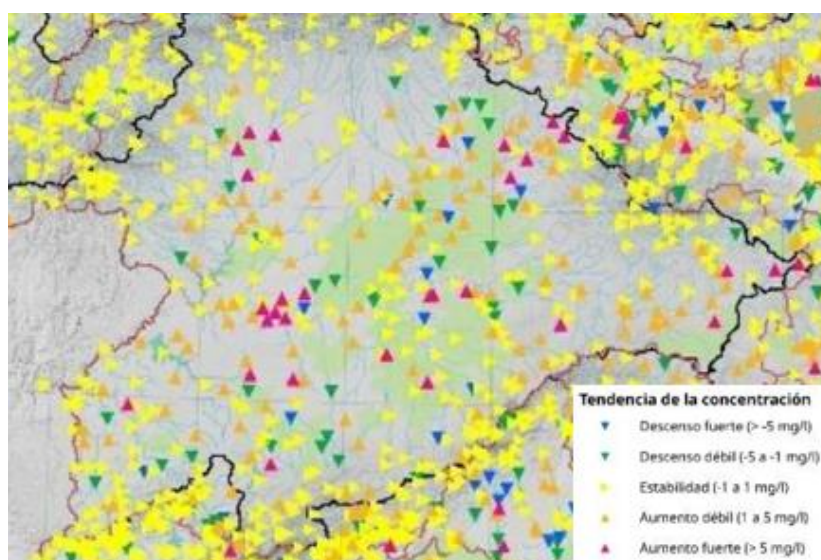 Tendencia de la concentración
Descenso fuerte (> -5 mg/l)
Descenso débil (-5 a -1 mg/l)
Estabilidad (-1 a 1 mg/l)
Aumento débil (1 a 5 mg/l)
Aumento fuerte (> 5 mg/l)